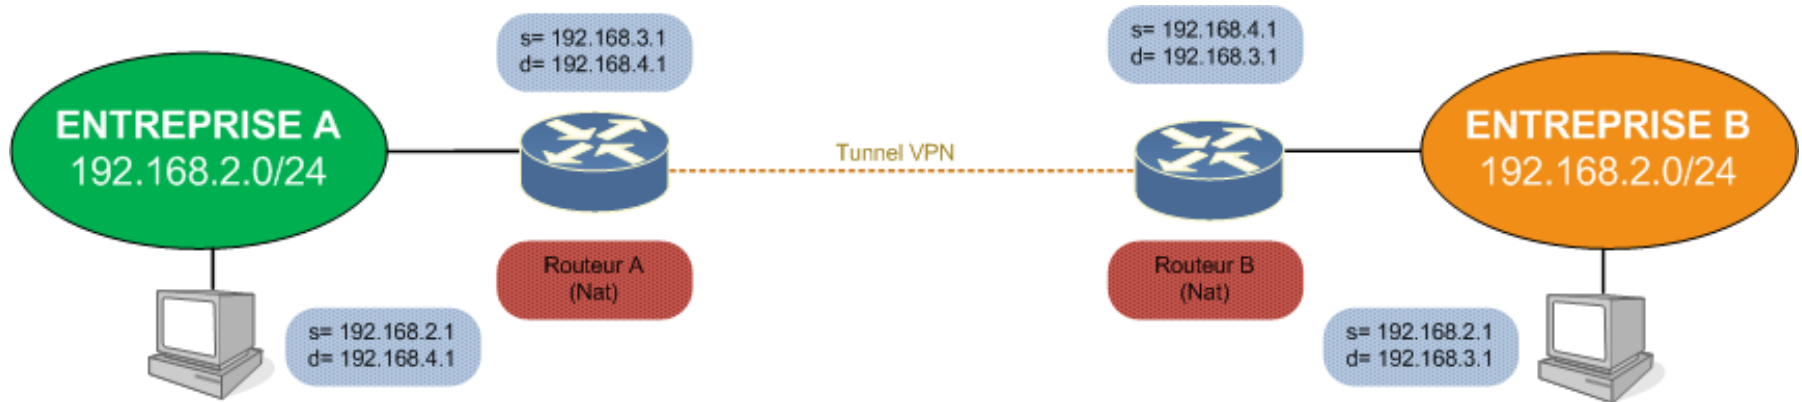 s= 192.168.3.1
d= 192.168.4.1
s= 192.168.4.1
d= 192.168.3.1
ENTREPRISE A
192.168.2.0/24
Tunnel VPN
ENTREPRISE B
192.168.2.0/24
Routeur A
(Nat)
Routeur B
(Nat)
s= 192.168.2.1
d= 192.168.4.1
s= 192.168.2.1
d= 192.168.3.1